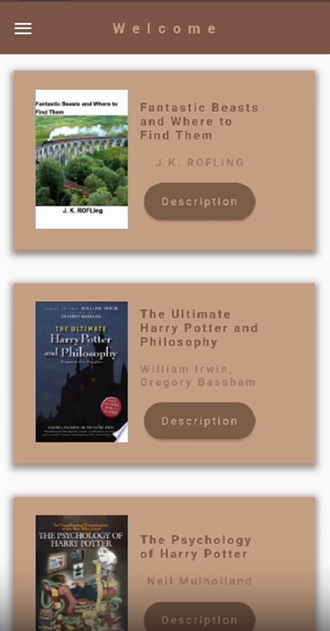 Welcome
Fantastic Beasts and Where to
Find Them
J. K. ROFLing
Fantastic Beasts
and Where to
Find Them
J K. ROFLING
Description
THE ULTIMATE
Harry Potter
and Philosophy
The Ultimate
Harry Potter and
Philosophy
William Irwin,
Gregory Bassham
Description
THE PSYCHOLOGY
OF HARRY POTTER
The Psychology
of Harry Potter
Neil Mulholland
Description